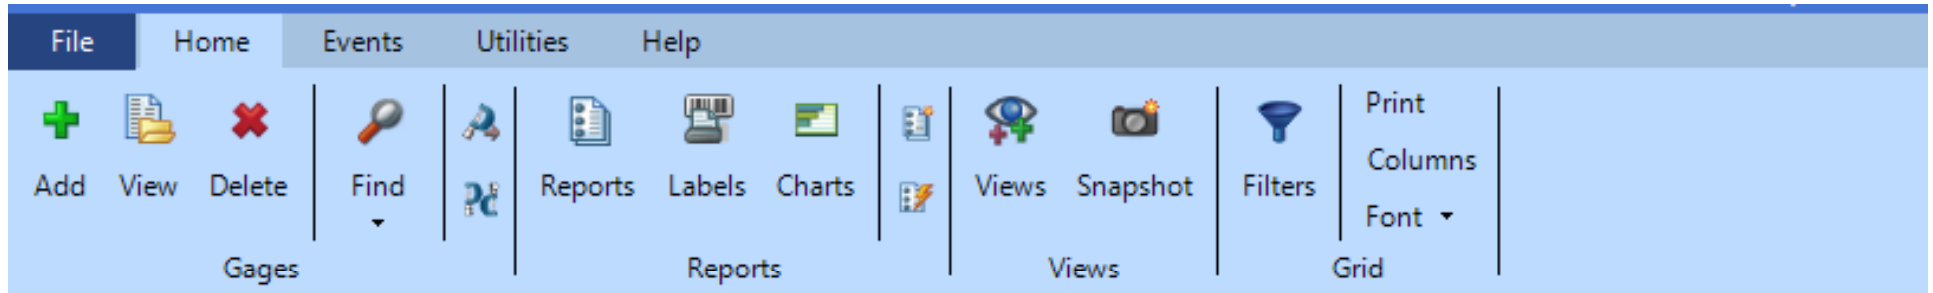 File Home Events Utilities Help
Add View Delete Find Reports Labels Charts Views Snapshot Filters
Print
Columns
Font
Gages Reports Views Grid